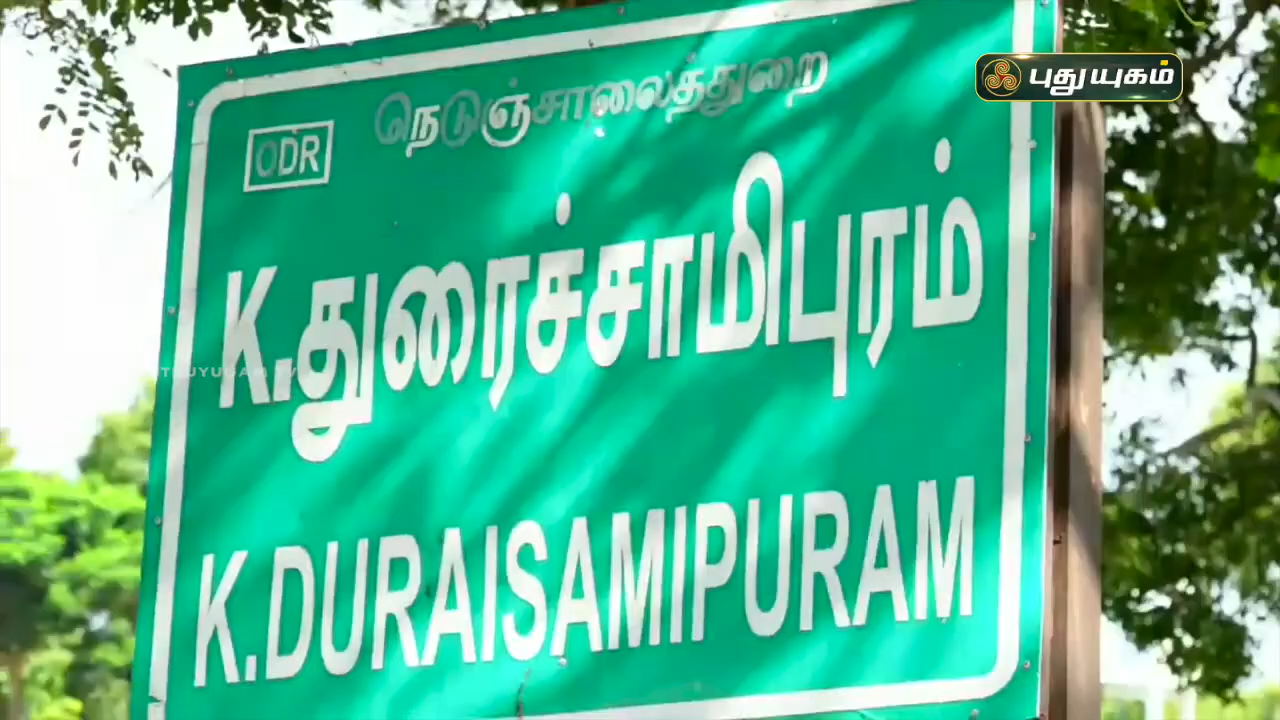 புதுயுகம்
நெடுஞ்சாலைத்துறை
ODR
K.துரைச்சாமிபுரம்
K.DURAISAMIPURAM